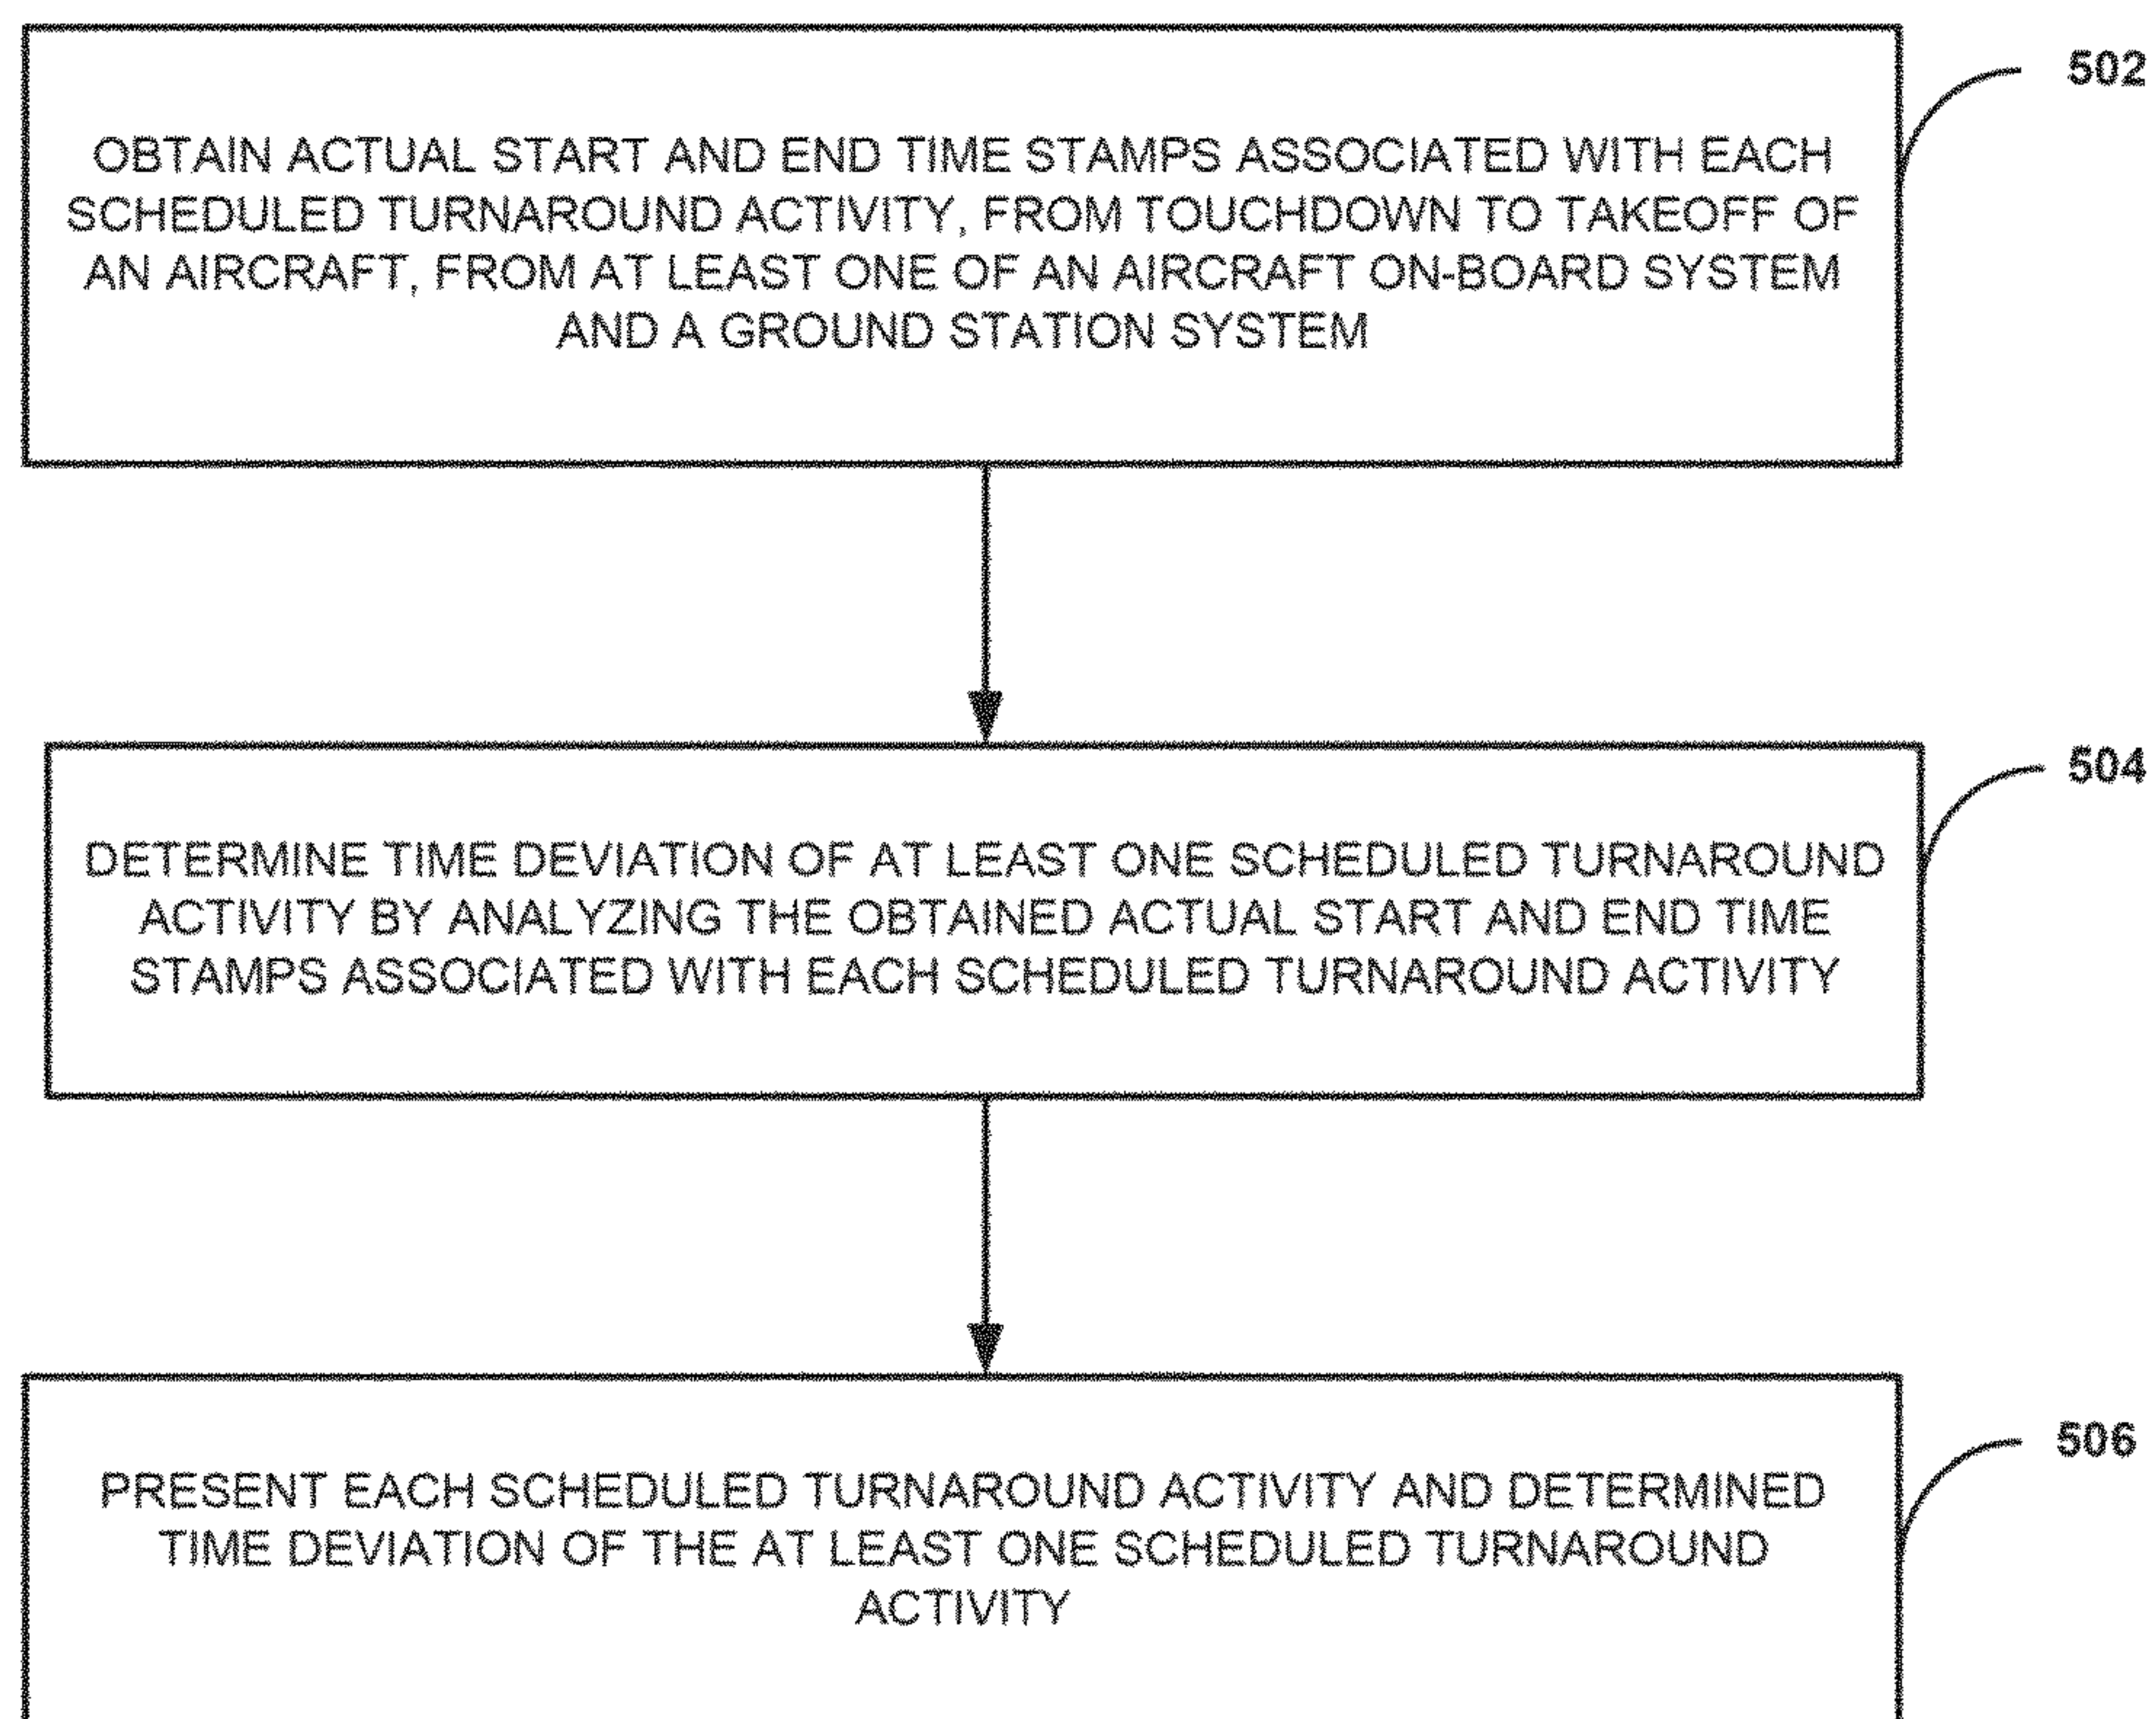 502
OBTAIN ACTUAL START AND END TIME STAMPS ASSOCIATED WITH EACH
SCHEDULED TURNAROUND ACTIVITY, FROM TOUCHDOWN TO TAKEOFF OF
AN AIRCRAFT, FROM AT LEAST ONE OF AN AIRCRAFT ON-BOARD SYSTEM
AND A GROUND STATION SYSTEM
504
DETERMINE TIME DEVIATION OF AT LEAST ONE SCHEDULED TURNAROUND
ACTIVITY BY ANALYZING THE OBTAINED ACTUAL START AND END TIME
STAMPS ASSOCIATED WITH EACH SCHEDULED TURNAROUND ACTIVITY
506
PRESENT EACH SCHEDULED TURNAROUND ACTIVITY AND DETERMINED
TIME DEVIATION OF THE AT LEAST ONE SCHEDULED TURNAROUND
ACTIVITY